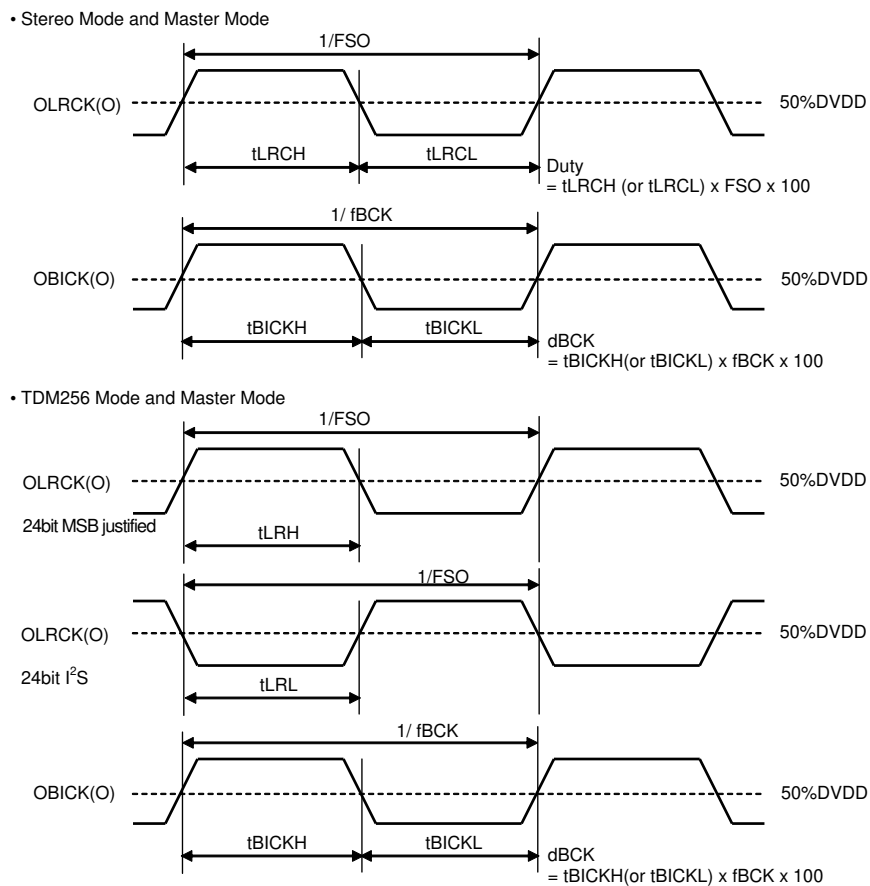 • Stereo Mode and Master Mode
1/FSO
OLRCK(O)
50%DVDD
tLRCH
tLRCL
Duty
= tLRCH (or tLRCL) x FSO x 100
1/ fBCK
OBICK(O)
50%DVDD
tBICKH
tBICKL
dBCK
= tBICKH(or tBICKL) x fBCK x 100
• TDM256 Mode and Master Mode
1/FSO
OLRCK(O)
50%DVDD
24bit MSB justified
tLRH
1/FSO
OLRCK(O)
50%DVDD
24bit I²S
tLRL
1/ fBCK
OBICK(O)
50%DVDD
tBICKH
tBICKL
dBCK
= tBICKH(or tBICKL) x fBCK x 100